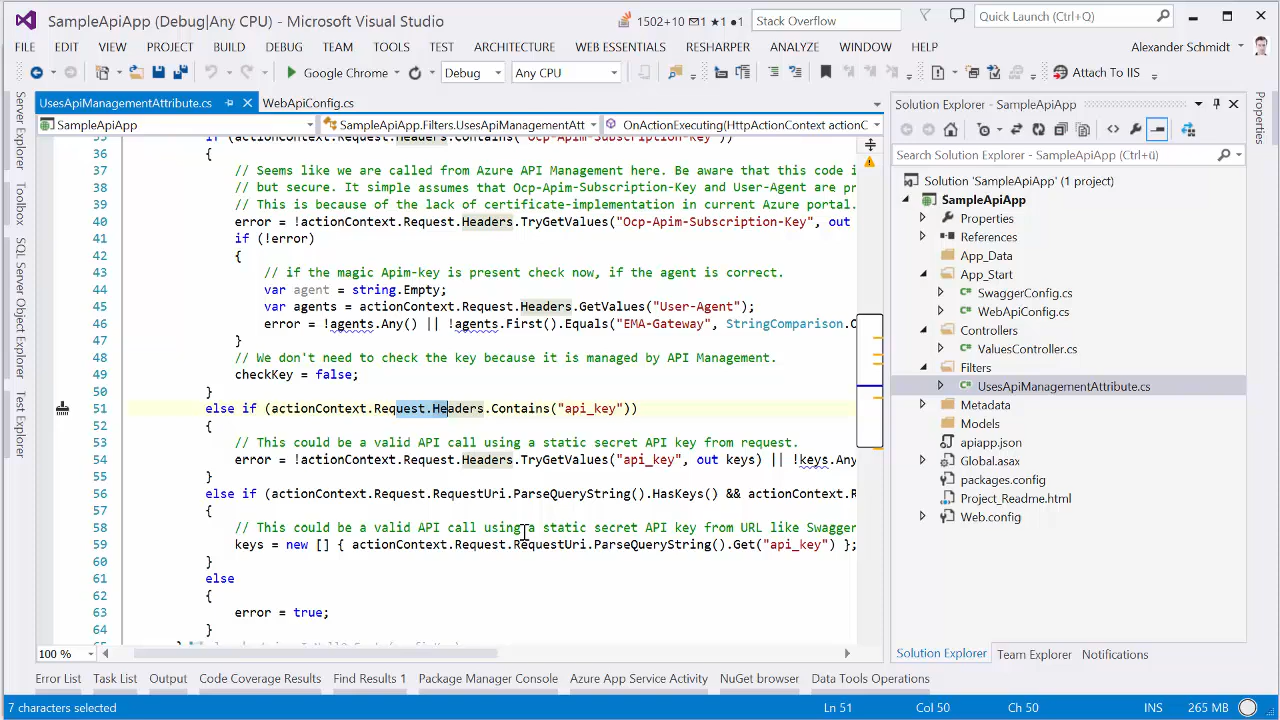 SampleApiApp (Debug|Any CPU) - Microsoft Visual Studio
1502+10 1 ★1 ●1
Stack Overflow
Quick Launch (Ctrl+Q)
FILE EDIT VIEW PROJECT BUILD DEBUG TEAM TOOLS TEST ARCHITECTURE WEB ESSENTIALS RESHARPER ANALYZE WINDOW HELP
Alexander Schmidt
Google Chrome Debug Any CPU Attach To IIS
Server Explorer
Toolbox
SQL Server Object Explorer
Test Explorer
UsesApiManagementAttribute.cs WebApiConfig.cs
SampleApiApp SampleApiApp.Filters.UsesApiManagementAtt OnActionExecuting(HttpActionContext actionC
35 if (actionContext.Request.Headers.Contains("Ocp-Apim-Subscription-Key"))
36 {
37 // Seems like we are called from Azure API Management here. Be aware that this code i
38 // but secure. It simple assumes that Ocp-Apim-Subscription-Key and User-Agent are pr
39 // This is because of the lack of certificate-implementation in current Azure portal.
40 error = !actionContext.Request.Headers.TryGetValues("Ocp-Apim-Subscription-Key", out
41 if (!error)
42 {
43 // if the magic Apim-key is present check now, if the agent is correct.
44 var agent = string.Empty;
45 var agents = actionContext.Request.Headers.GetValues("User-Agent");
46 error = !agents.Any() || !agents.First().Equals("EMA-Gateway", StringComparison.O
47 }
48 // We don't need to check the key because it is managed by API Management.
49 checkKey = false;
50 }
51 else if (actionContext.Request.Headers.Contains("api_key"))
52 {
53 // This could be a valid API call using a static secret API key from request.
54 error = !actionContext.Request.Headers.TryGetValues("api_key", out keys) || !keys.Any
55 }
56 else if (actionContext.Request.RequestUri.ParseQueryString().HasKeys() && actionContext.R
57 {
58 // This could be a valid API call using a static secret API key from URL like Swagger
59 keys = new [] { actionContext.Request.RequestUri.ParseQueryString().Get("api_key") };
60 }
61 else
62 {
63 error = true;
64 }
100 %
Solution Explorer - SampleApiApp
Search Solution Explorer - SampleApiApp (Ctrl+ü)
Solution 'SampleApiApp' (1 project)
SampleApiApp
Properties
References
App_Data
App_Start
SwaggerConfig.cs
WebApiConfig.cs
Controllers
ValuesController.cs
Filters
UsesApiManagementAttribute.cs
Metadata
Models
apiapp.json
Global.asax
packages.config
Project_Readme.html
Web.config
Solution Explorer Team Explorer Notifications
Properties
Error List Task List Output Code Coverage Results Find Results 1 Package Manager Console Azure App Service Activity NuGet browser Data Tools Operations
7 characters selected Ln 51 Col 50 Ch 50 INS 265 MB